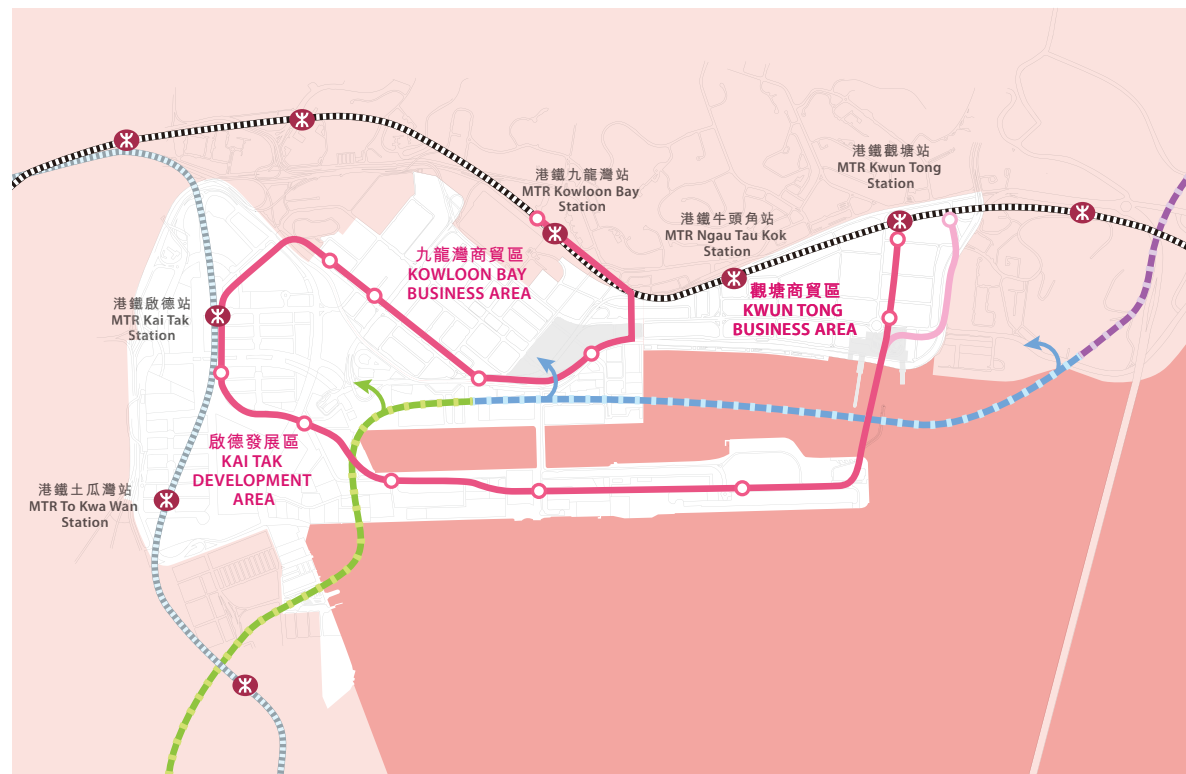 港鐵九龍灣站
MTR Kowloon Bay
Station
港鐵觀塘站
MTR Kwun Tong
Station
港鐵牛頭角站
MTR Ngau Tau Kok
Station
九龍灣商貿區
KOWLOON BAY
BUSINESS AREA
觀塘商貿區
KWUN TONG
BUSINESS AREA
港鐵啟德站
MTR Kai Tak
Station
啟德發展區
KAI TAK
DEVELOPMENT
AREA
港鐵土瓜灣站
MTR To Kwa Wan
Station